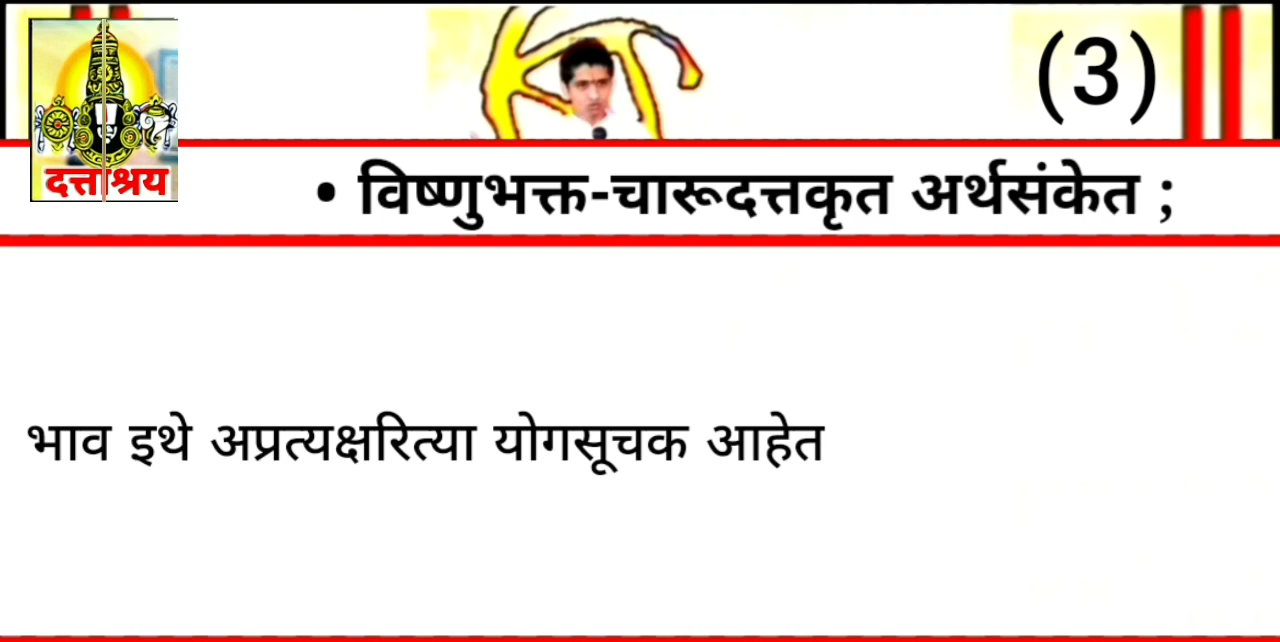 (3)
दत्ताश्रय
• विष्णुभक्त-चारूदत्तकृत अर्थसंकेत ;
भाव इथे अप्रत्यक्षरित्या योगसूचक आहेत